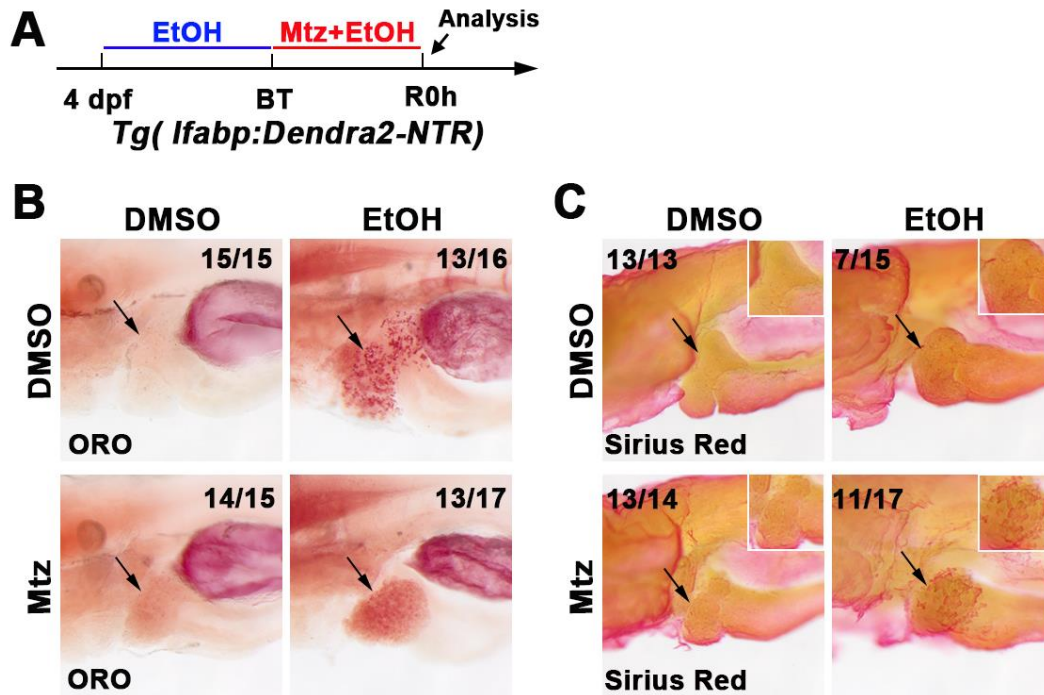 A
EtOH
Mtz+EtOH
Analysis
4 dpf
BT
R0h
Tg( lfabp:Dendra2-NTR)
B
DMSO
EtOH
DMSO
15/15
13/16
ORO
Mtz
14/15
13/17
ORO
C
DMSO
EtOH
DMSO
13/13
7/15
Sirius Red
Mtz
13/14
11/17
Sirius Red